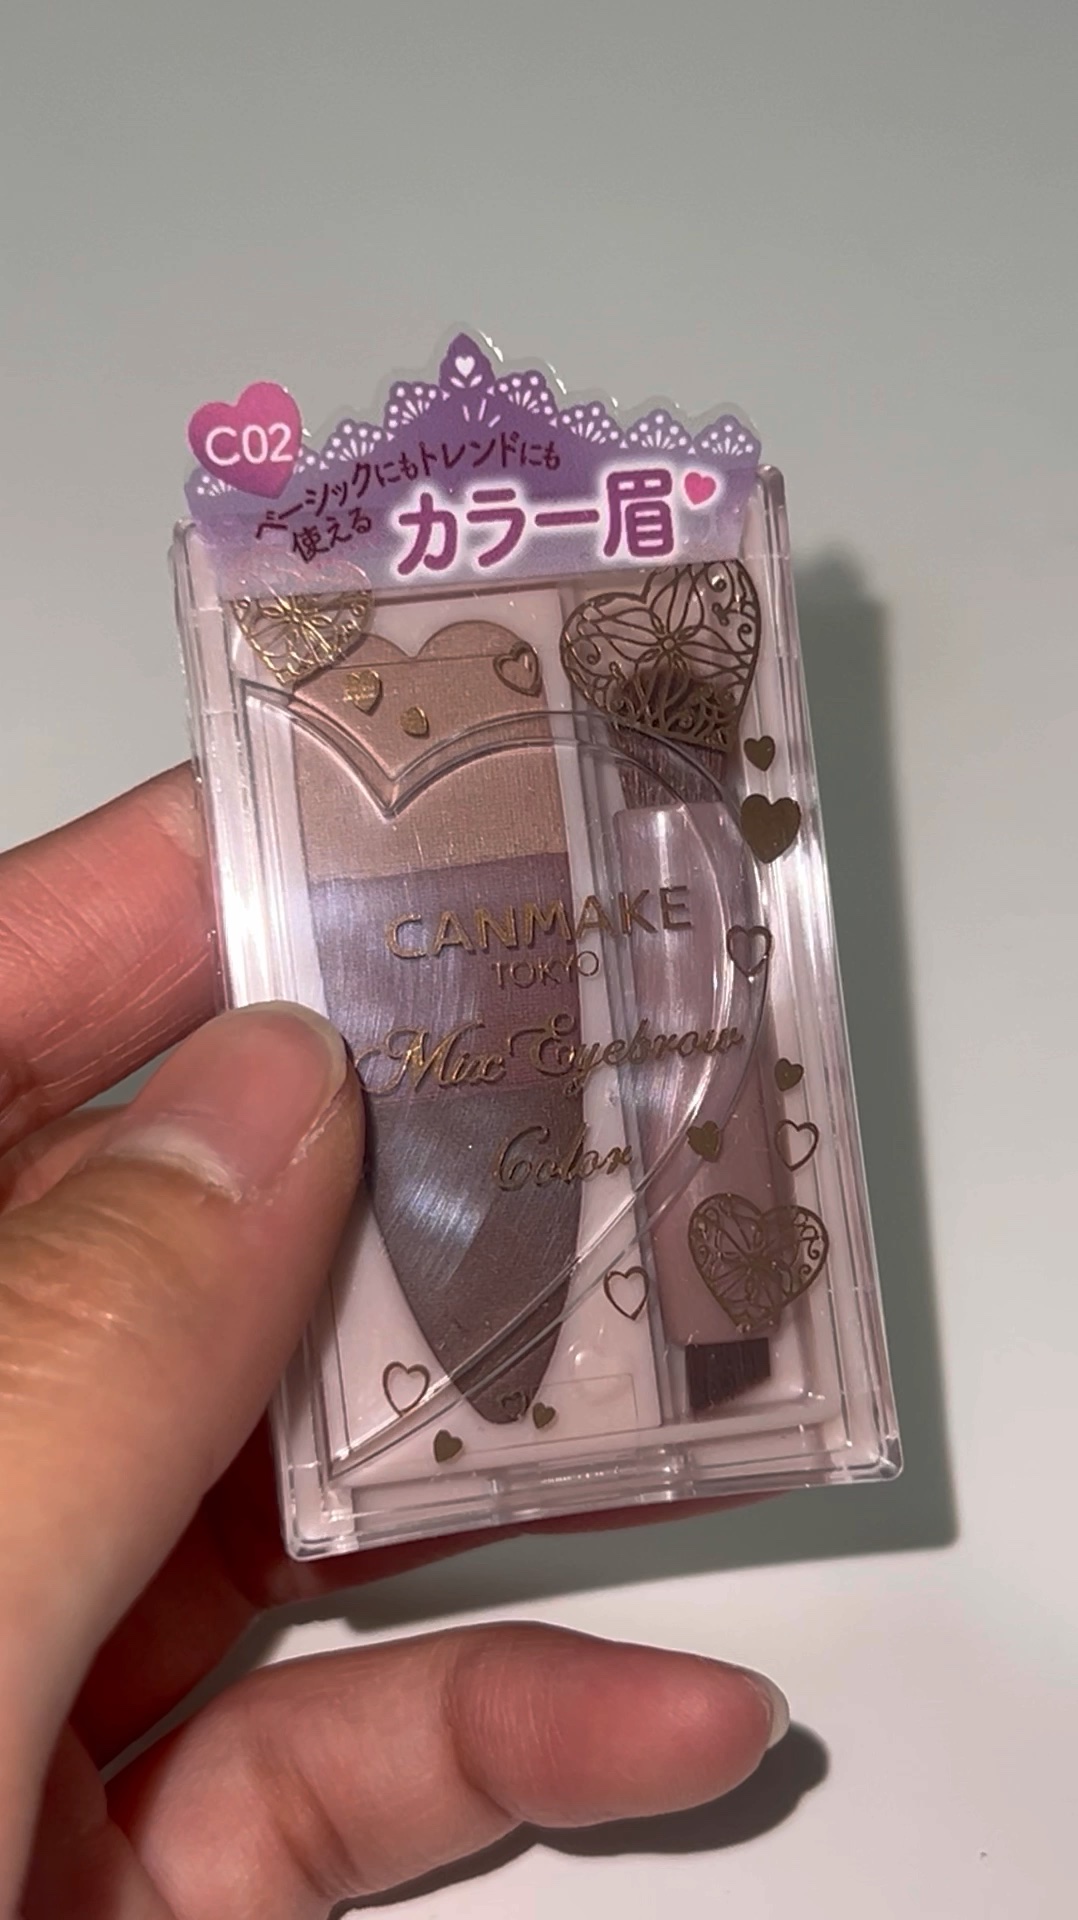 C02
ベーシックにもトレンドにも
使える
カラー眉
CANMAKE
TOKYO
Mix Eyebrow
Color